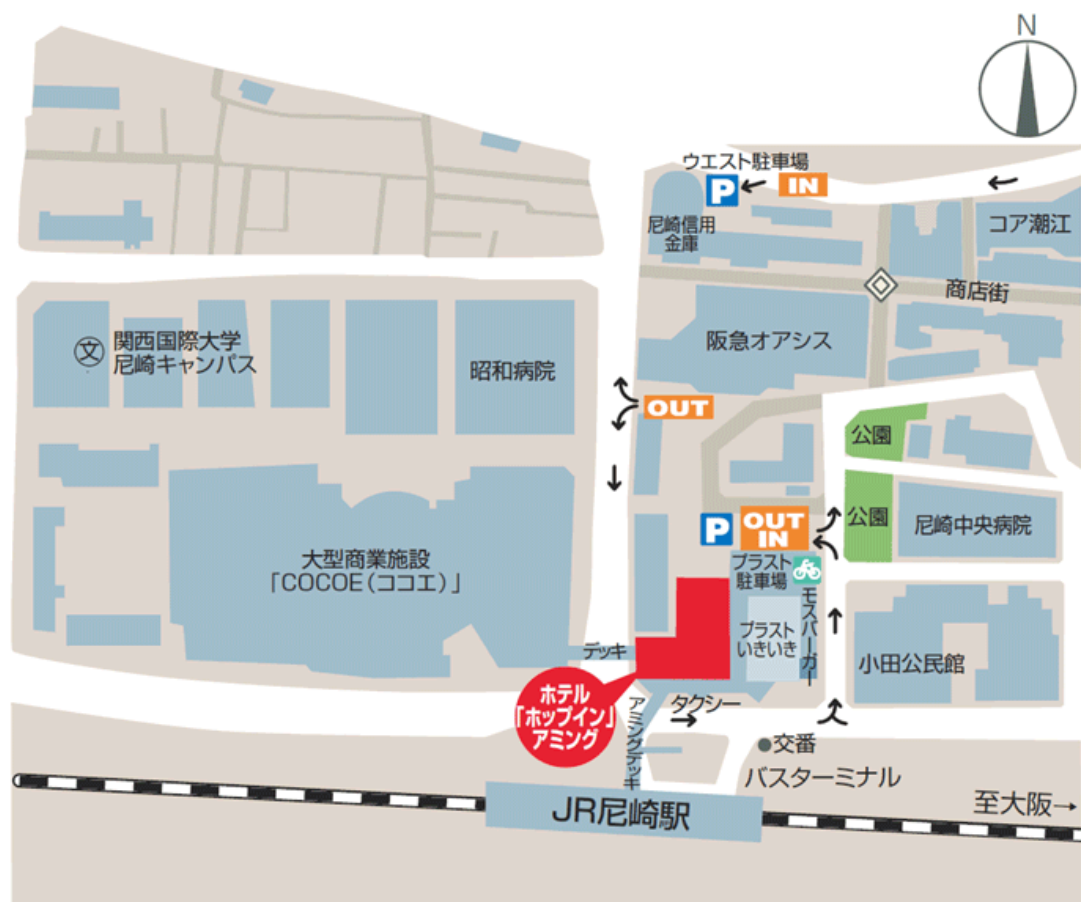 N
ウエスト駐車場
P
IN
尼崎信用
金庫
コア潮江
商店街
文
関西国際大学
尼崎キャンパス
昭和病院
阪急オアシス
OUT
公園
公園
尼崎中央病院
P
OUT
IN
プラスト
駐車場
モスバーガー
プラスト
いきいき
大型商業施設
「COCOE(ココエ)」
小田公民館
デッキ
ホテル
「ホップイン」
アミング
アミングデッキ
タクシー
交番
バスターミナル
JR尼崎駅
至大阪→